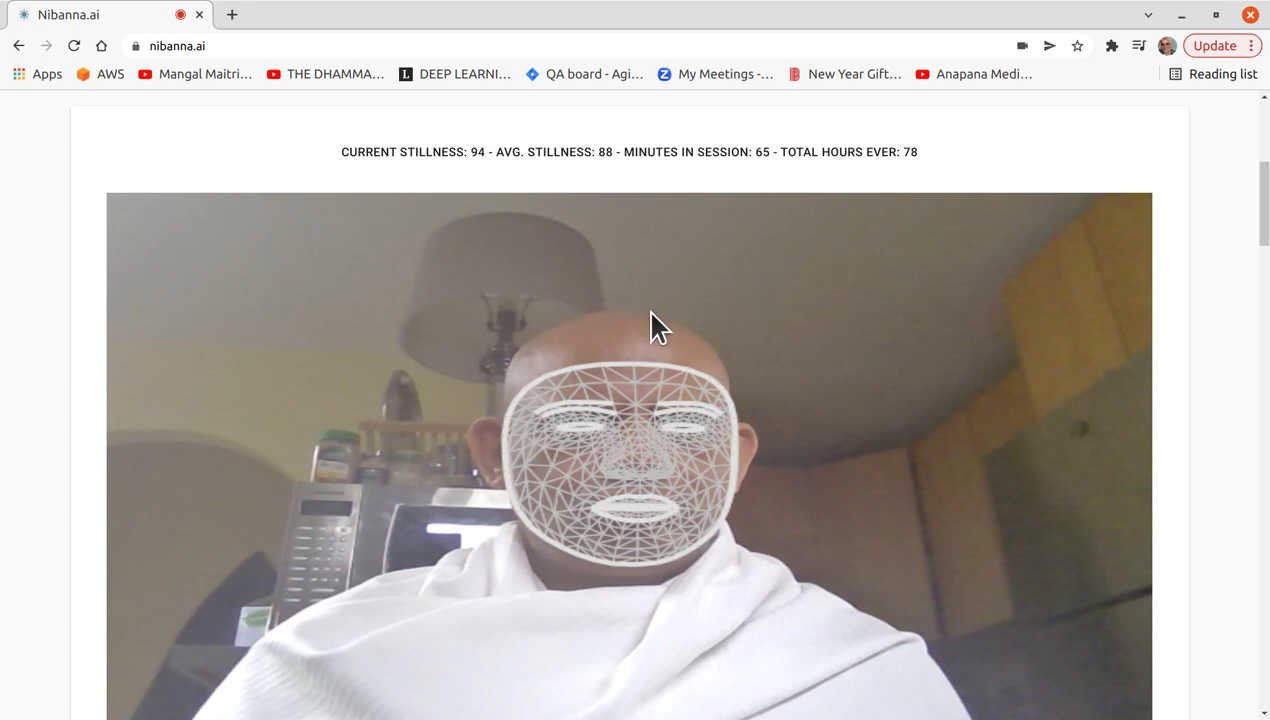 Nibanna.ai
nibanna.ai
Update
Apps
AWS
Mangal Maitri...
THE DHAMMA...
L DEEP LEARNI...
QA board - Agi...
Z My Meetings -...
B New Year Gift...
Anapana Medi...
Reading list
CURRENT STILLNESS: 94 - AVG. STILLNESS: 88 - MINUTES IN SESSION: 65 - TOTAL HOURS EVER: 78